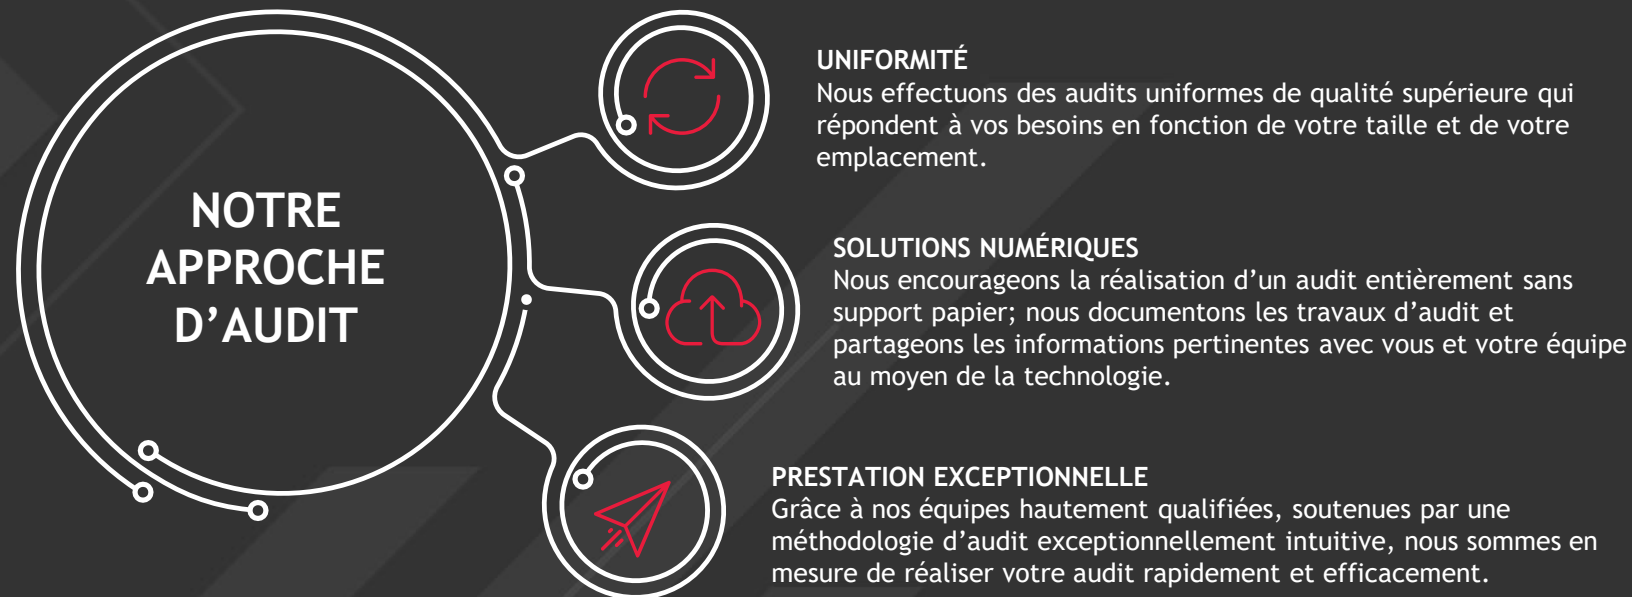 NOTRE
APPROCHE
D’AUDIT
UNIFORMITÉ
Nous effectuons des audits uniformes de qualité supérieure qui
répondent à vos besoins en fonction de votre taille et de votre
emplacement.
SOLUTIONS NUMÉRIQUES
Nous encourageons la réalisation d’un audit entièrement sans
support papier; nous documentons les travaux d’audit et
partageons les informations pertinentes avec vous et votre équipe
au moyen de la technologie.
PRESTATION EXCEPTIONNELLE
Grâce à nos équipes hautement qualifiées, soutenues par une
méthodologie d’audit exceptionnellement intuitive, nous sommes en
mesure de réaliser votre audit rapidement et efficacement.